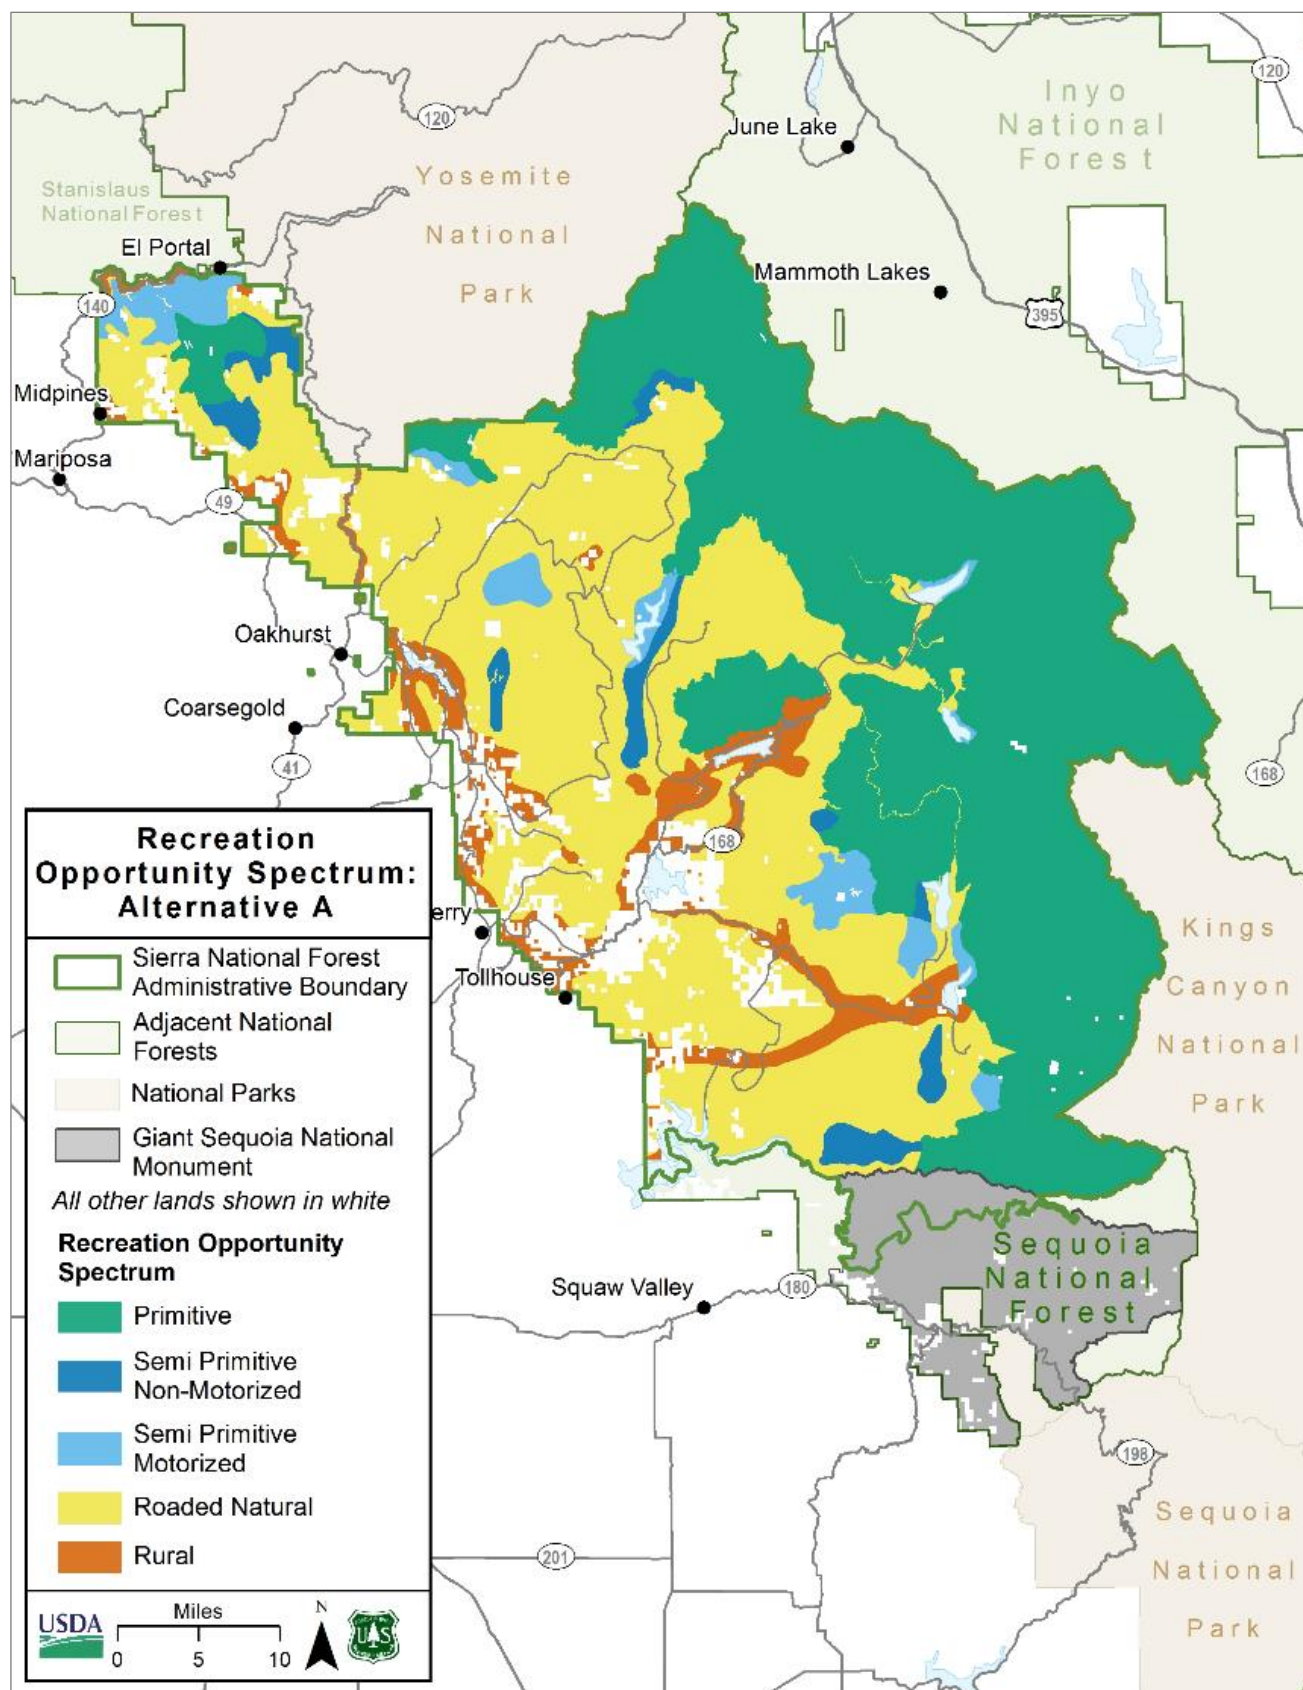 120
120
Inyo
National
Forest
June Lake
Yosemite
National
Park
Stanislaus
National Forest
El Portal
Mammoth Lakes
140
395
Midpines
Mariposa
49
Oakhurst
Coarsegold
41
168
168
erry
Tollhouse
Kings
Canyon
National
Park
Sequoia
National
Forest
Squaw Valley
180
198
201
Sequoia
National
Park
Recreation
Opportunity Spectrum:
Alternative A
Sierra National Forest
Administrative Boundary
Adjacent National
Forests
National Parks
Giant Sequoia National
Monument
All other lands shown in white
Recreation Opportunity
Spectrum
Primitive
Semi Primitive
Non-Motorized
Semi Primitive
Motorized
Roaded Natural
Rural
USDA
Miles
0 5 10
N
U S